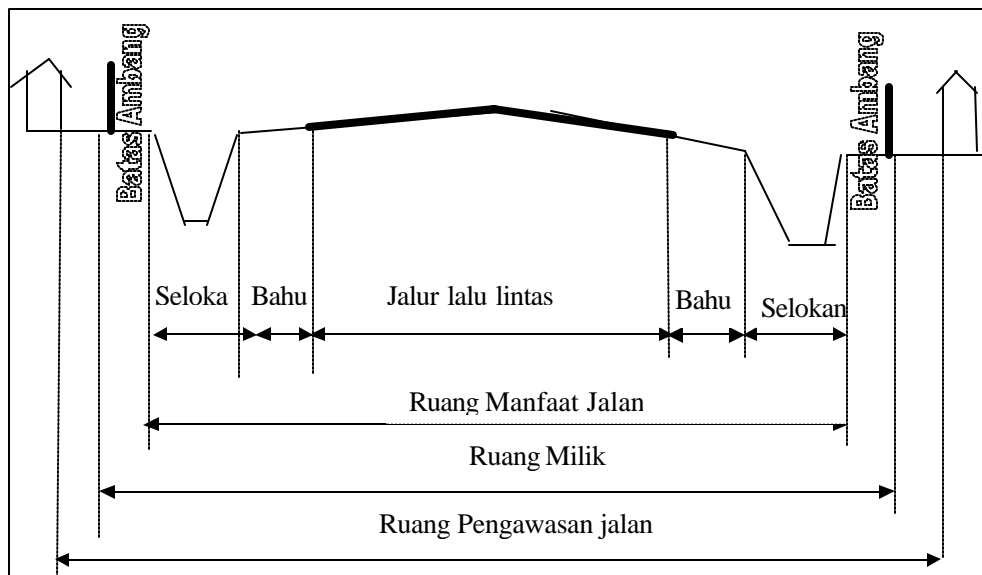 Batas Ambang
Batas Ambang
Seloka
Bahu
Jalur lalu lintas
Bahu
Selokan
Ruang Manfaat Jalan
Ruang Milik
Ruang Pengawasan jalan